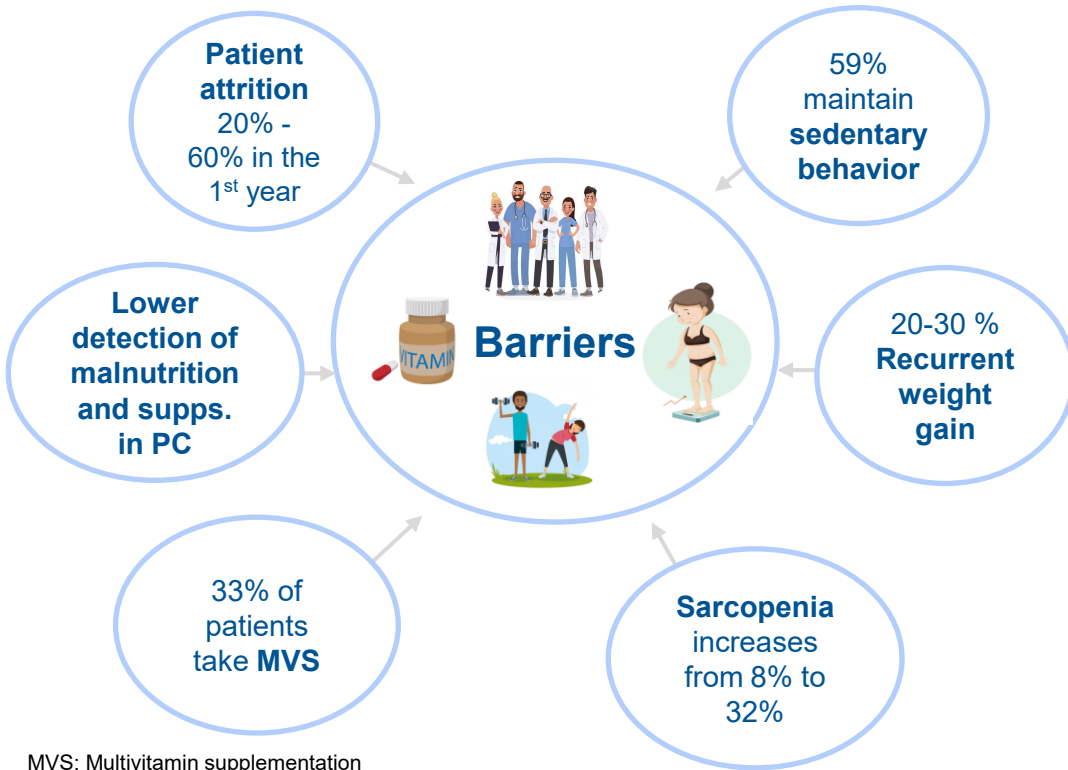 Patient
attrition
20% -
60% in the
1st year
59%
maintain
sedentary
behavior
Lower
detection of
malnutrition
and supps.
in PC
VITAMIN
Barriers
20-30 %
Recurrent
weight
gain
33% of
patients
take MVS
Sarcopenia
increases
from 8% to
32%
MVS: Multivitamin supplementation